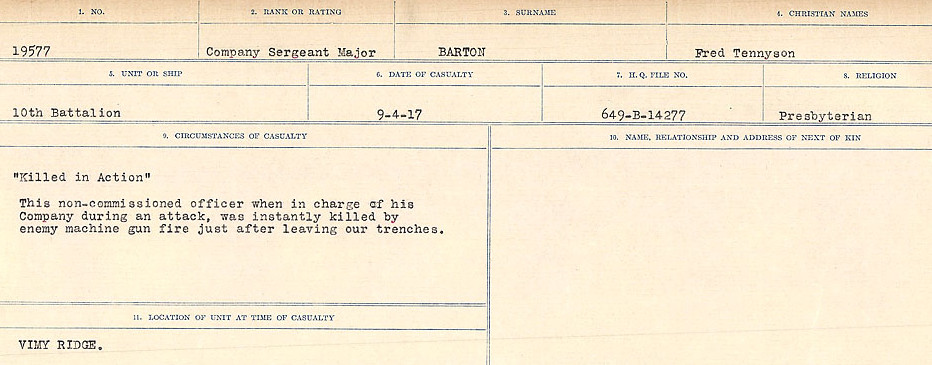 1. NO. 2. RANK OR RATING 3. SURNAME 4. CHRISTIAN NAMES
19577 Company Sergeant Major BARTON Fred Tennyson
5. UNIT OR SHIP 6. DATE OF CASUALTY 7. H. Q. FILE NO. 8. RELIGION
10th Battalion 9-4-17 649-B-14277 Presbyterian
9. CIRCUMSTANCES OF CASUALTY 10. NAME, RELATIONSHIP AND ADDRESS OF NEXT OF KIN
"Killed in Action"
This non-commissioned officer when in charge of his
Company during an attack, was instantly killed by
enemy machine gun fire just after leaving our trenches.
11. LOCATION OF UNIT AT TIME OF CASUALTY
VIMY RIDGE.